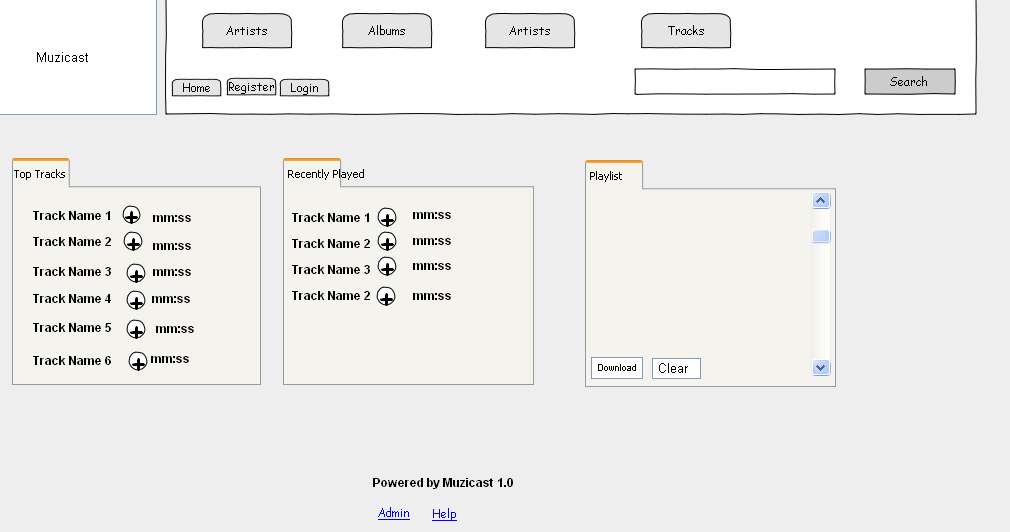 Muzicast
Artists Albums Artists Tracks
Home Register Login Search
Top Tracks
Track Name 1 mm:ss
Track Name 2 mm:ss
Track Name 3 mm:ss
Track Name 4 mm:ss
Track Name 5 mm:ss
Track Name 6 mm:ss
Recently Played
Track Name 1 mm:ss
Track Name 2 mm:ss
Track Name 3 mm:ss
Track Name 2 mm:ss
Playlist
Download Clear
Powered by Muzicast 1.0
Admin Help